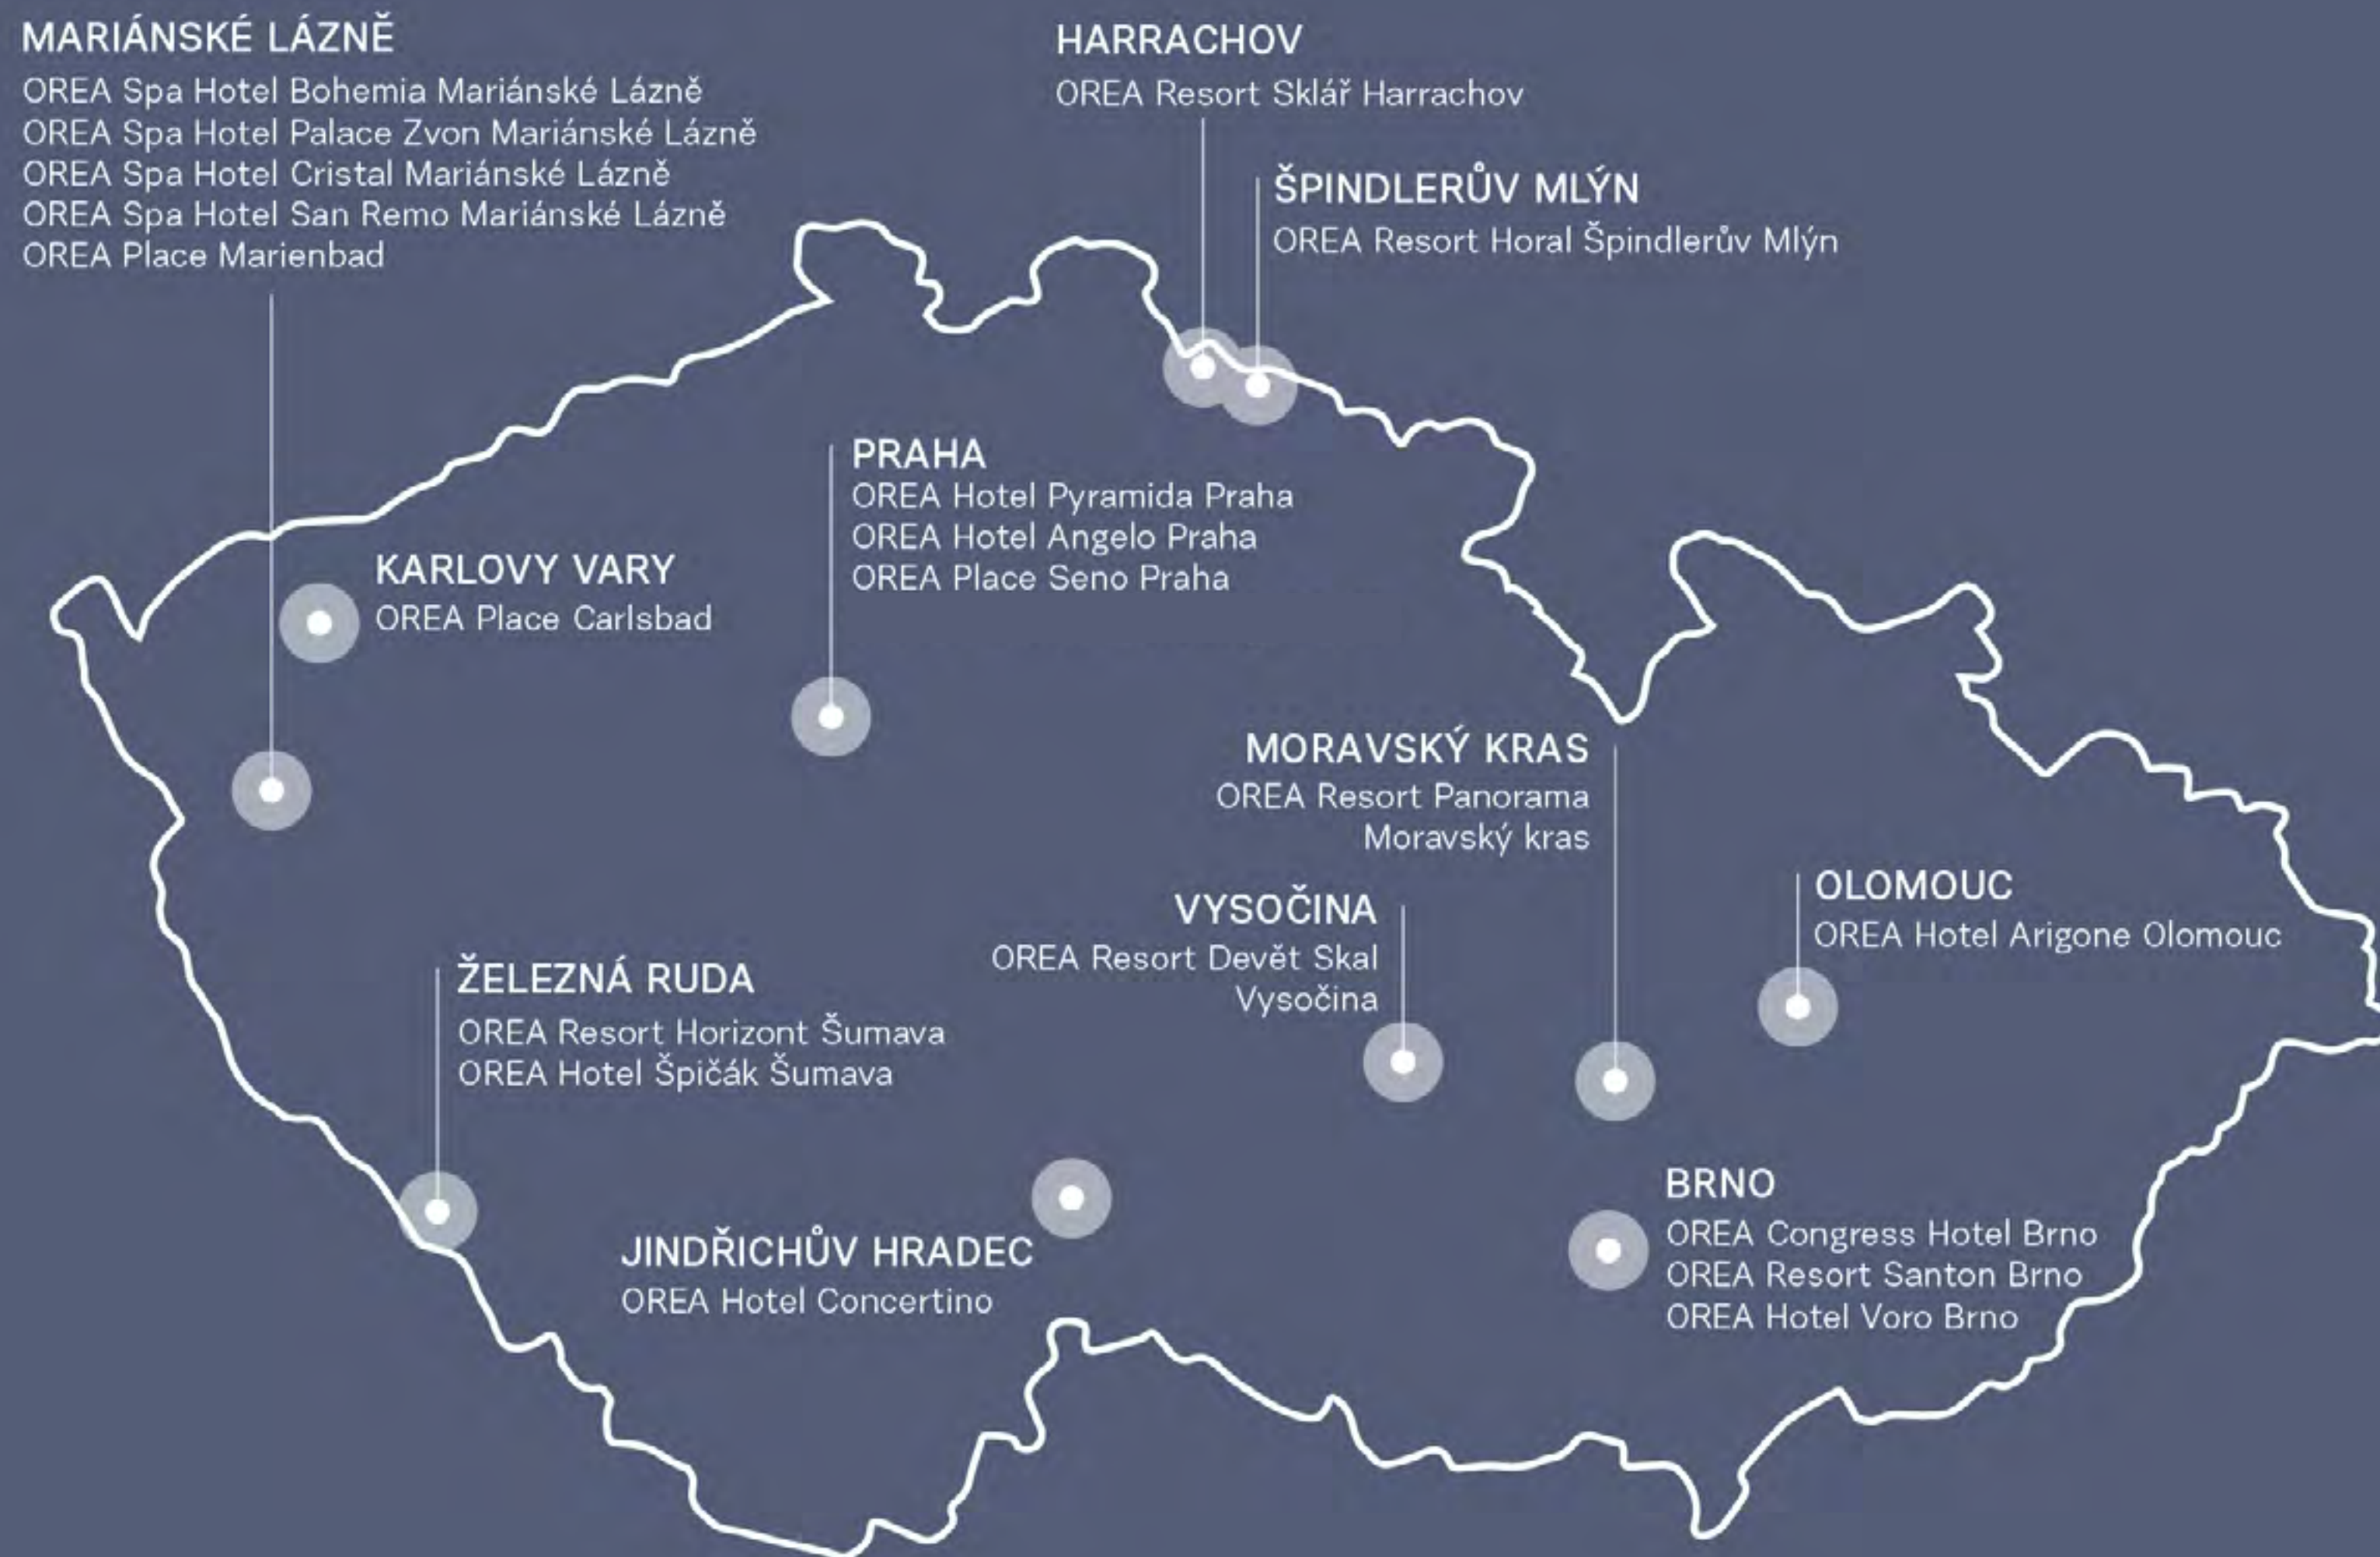 MARIÁNSKÉ LÁZNĚ
OREA Spa Hotel Bohemia Mariánské Lázně
OREA Spa Hotel Palace Zvon Mariánské Lázně
OREA Spa Hotel Cristal Mariánské Lázně
OREA Spa Hotel San Remo Mariánské Lázně
OREA Place Marienbad
HARRACHOV
OREA Resort Sklář Harrachov
ŠPINDLERŮV MLÝN
OREA Resort Horal Špindlerův Mlýn
PRAHA
OREA Hotel Pyramida Praha
OREA Hotel Angelo Praha
OREA Place Seno Praha
KARLOVY VARY
OREA Place Carlsbad
MORAVSKÝ KRAS
OREA Resort Panorama
Moravský kras
OLOMOUC
OREA Hotel Arigone Olomouc
VYSOČINA
OREA Resort Devět Skal
Vysočina
ŽELEZNÁ RUDA
OREA Resort Horizont Šumava
OREA Hotel Špičák Šumava
JINDŘICHŮV HRADEC
OREA Hotel Concertino
BRNO
OREA Congress Hotel Brno
OREA Resort Santon Brno
OREA Hotel Voro Brno